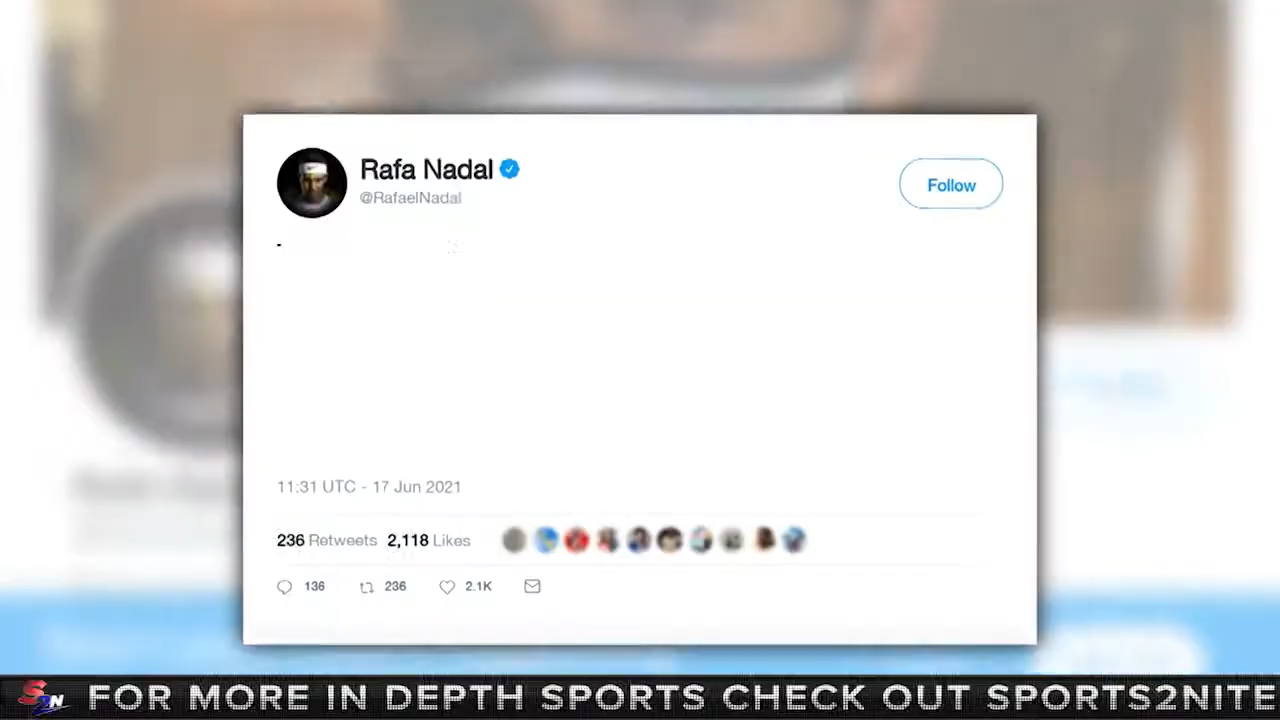 Rafa Nadal
@RafaelNadal
Follow
11:31 UTC - 17 Jun 2021
236 Retweets 2,118 Likes
136 236 2.1K
S2N FOR MORE IN DEPTH SPORTS CHECK OUT SPORTS2NITE